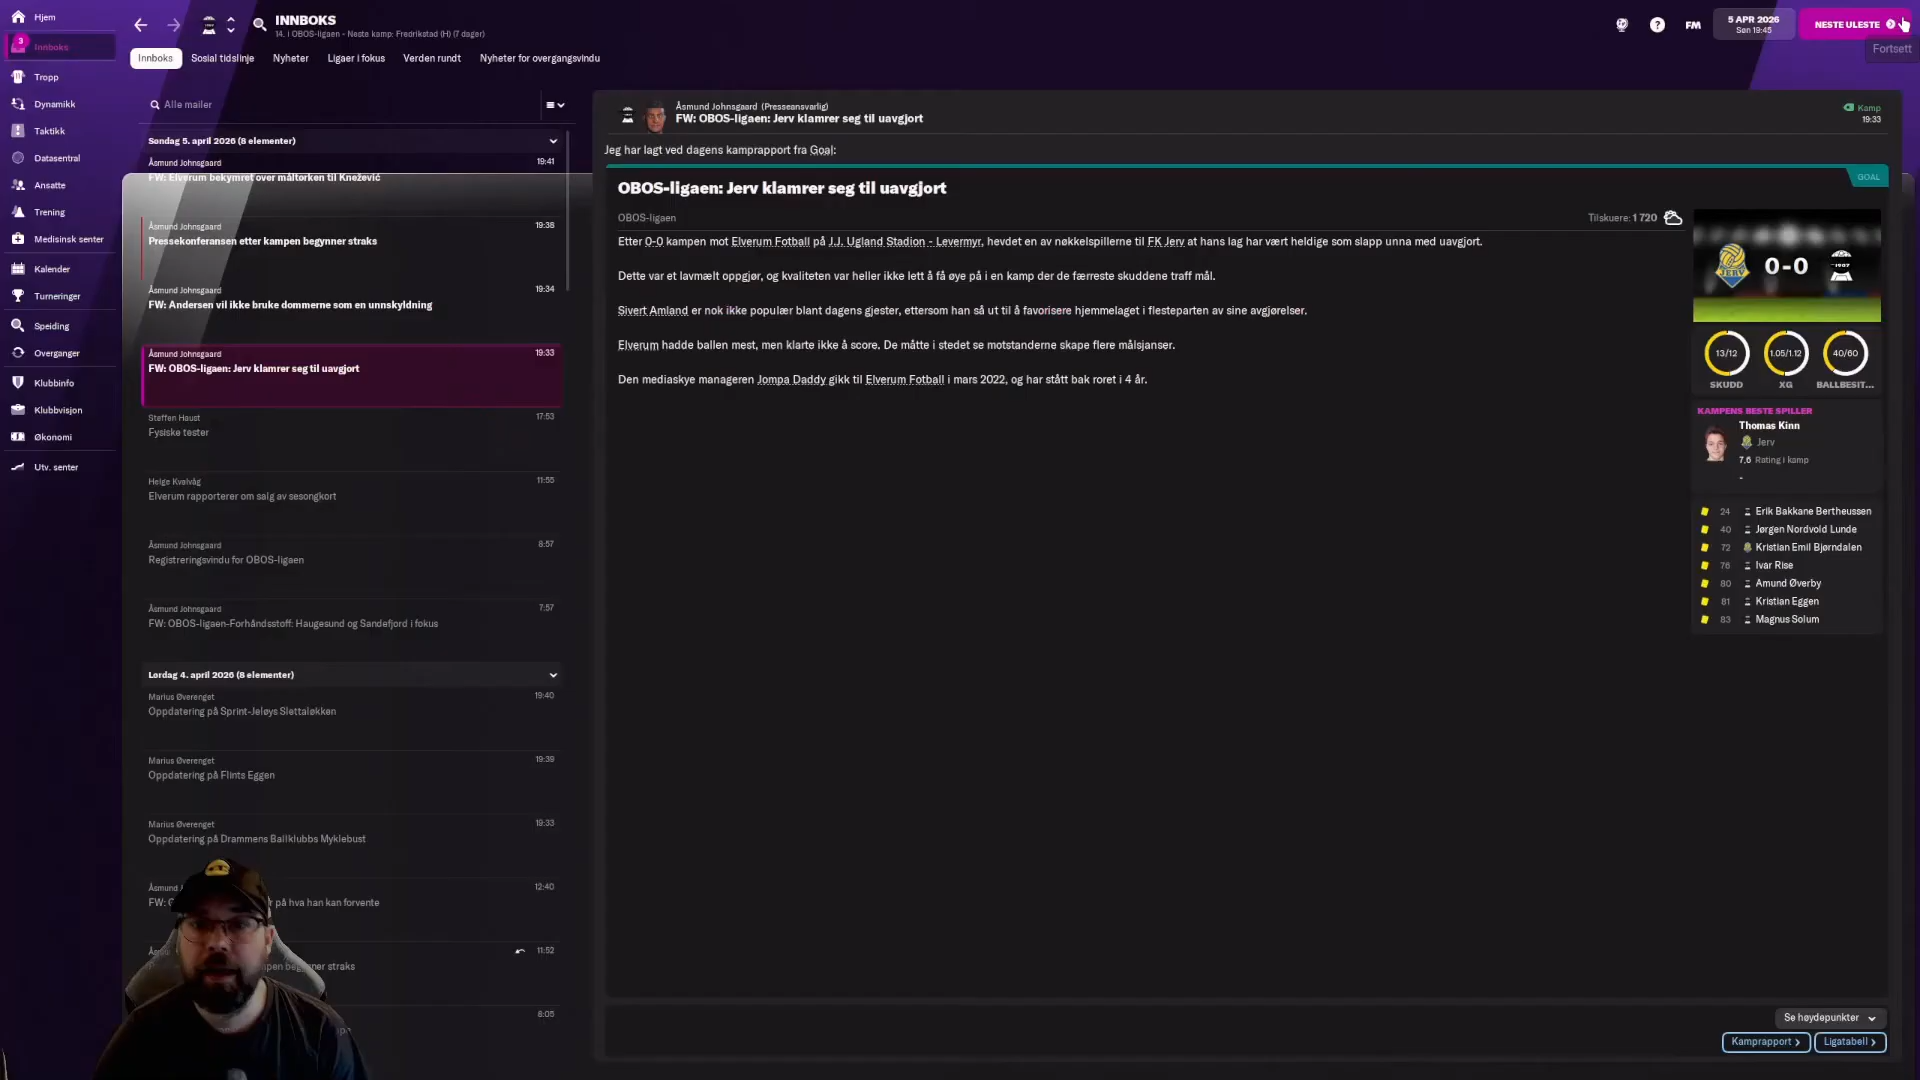 Hjem
3
Innboks
Tropp
Dynamikk
Taktikk
Datasentral
Ansatte
Trening
Medisinsk senter
Kalender
Turneringer
Speiding
Overganger
Klubbinfo
Klubbvisjon
Økonomi
Utv. senter
INNBOKS
14. i OBOS-ligaen - Neste kamp: Fredrikstad (H) (7 dager)
?
FM
5 APR 2026
Søn 19:45
NESTE ULESTE
Fortsett
Innboks
Sosial tidslinje
Nyheter
Ligaer i fokus
Verden rundt
Nyheter for overgangsvindu
Alle mailer
Søndag 5. april 2026 (8 elementer)
Åsmund Johnsgaard 19:41
FW: Elverum bekymret over måltørken til Knežević
Åsmund Johnsgaard 19:38
Pressekonferansen etter kampen begynner straks
Åsmund Johnsgaard 19:34
FW: Andersen vil ikke bruke dommerne som en unnskyldning
Åsmund Johnsgaard 19:33
FW: OBOS-ligaen: Jerv klamrer seg til uavgjort
Steffen Haust 17:53
Fysiske tester
Helge Kvalvåg 11:55
Elverum rapporterer om salg av sesongkort
Åsmund Johnsgaard 8:57
Registreringsvindu for OBOS-ligaen
Åsmund Johnsgaard 7:57
FW: OBOS-ligaen-Forhåndsstoff: Haugesund og Sandefjord i fokus
Lørdag 4. april 2026 (8 elementer)
Marius Øverenget 19:40
Oppdatering på Sprint-Jeløys Slettaløkken
Marius Øverenget 19:39
Oppdatering på Flints Eggen
Marius Øverenget 19:33
Oppdatering på Drammens Ballklubbs Myklebust
12:40
FW: på hva han kan forvente
11:52
straks
8:05
Åsmund Johnsgaard (Presseansvarlig)
FW: OBOS-ligaen: Jerv klamrer seg til uavgjort
Kamp
19:33
Jeg har lagt ved dagens kamprapport fra Goal:
GOAL
OBOS-ligaen: Jerv klamrer seg til uavgjort
OBOS-ligaen
Tilskuere: 1 720
Etter 0-0 kampen mot Elverum Fotball på J.J. Ugland Stadion - Levermyr, hevdet en av nøkkelspillerne til FK Jerv at hans lag har vært heldige som slapp unna med uavgjort.
Dette var et lavmælt oppgjør, og kvaliteten var heller ikke lett å få øye på i en kamp der de færreste skuddene traff mål.
Sivert Amland er nok ikke populær blant dagens gjester, ettersom han så ut til å favorisere hjemmelaget i flesteparten av sine avgjørelser.
Elverum hadde ballen mest, men klarte ikke å score. De måtte i stedet se motstanderne skape flere målsjanser.
Den mediaskye manageren Jompa Daddy gikk til Elverum Fotball i mars 2022, og har stått bak roret i 4 år.
JERV
0-0
13/12
1.05/1.12
40/60
SKUDD
XG
BALLBESIT...
KAMPENS BESTE SPILLER
Thomas Kinn
Jerv
7,6 Rating i kamp
-
24 Erik Bakkane Bertheussen
40 Jørgen Nordvold Lunde
72 Kristian Emil Bjørndalen
76 Ivar Rise
80 Amund Øverby
81 Kristian Eggen
83 Magnus Solum
Se høydepunkter
Kamprapport
Ligatabell